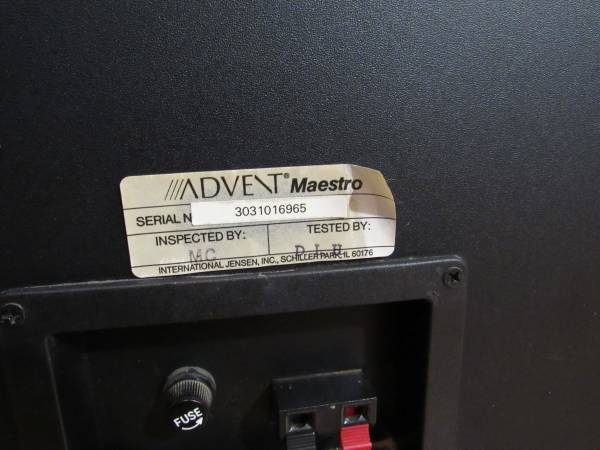 ADVENT® Maestro
SERIAL N 3031016965
INSPECTED BY: TESTED BY:
MC
INTERNATIONAL JENSEN, INC., SCHILLER PARK, IL 60176
FUSE